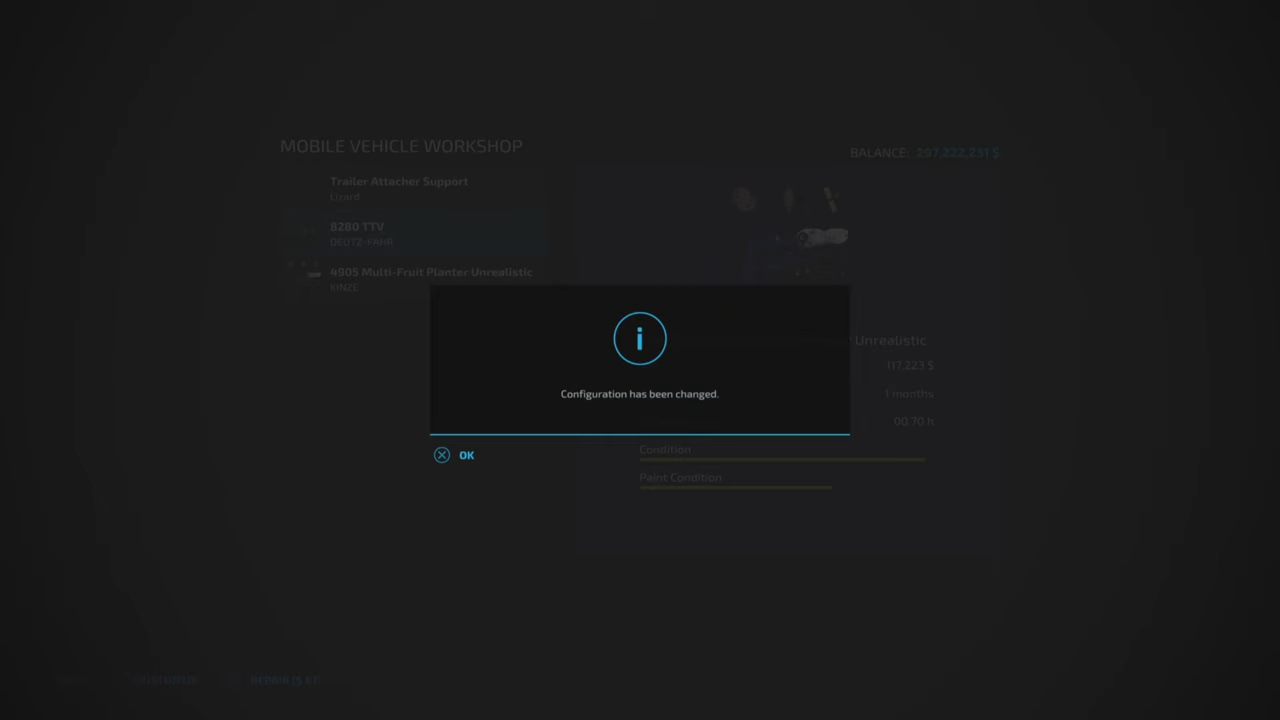 MOBILE VEHICLE WORKSHOP
BALANCE: 297,222,231 $
Trailer Attacher Support
Lizard
8280 TTV
DEUTZ-FAHR
4905 Multi-Fruit Planter Unrealistic
KINZE
Unrealistic
117,223 $
1 months
00.70 h
Configuration has been changed.
Condition
OK
Paint Condition